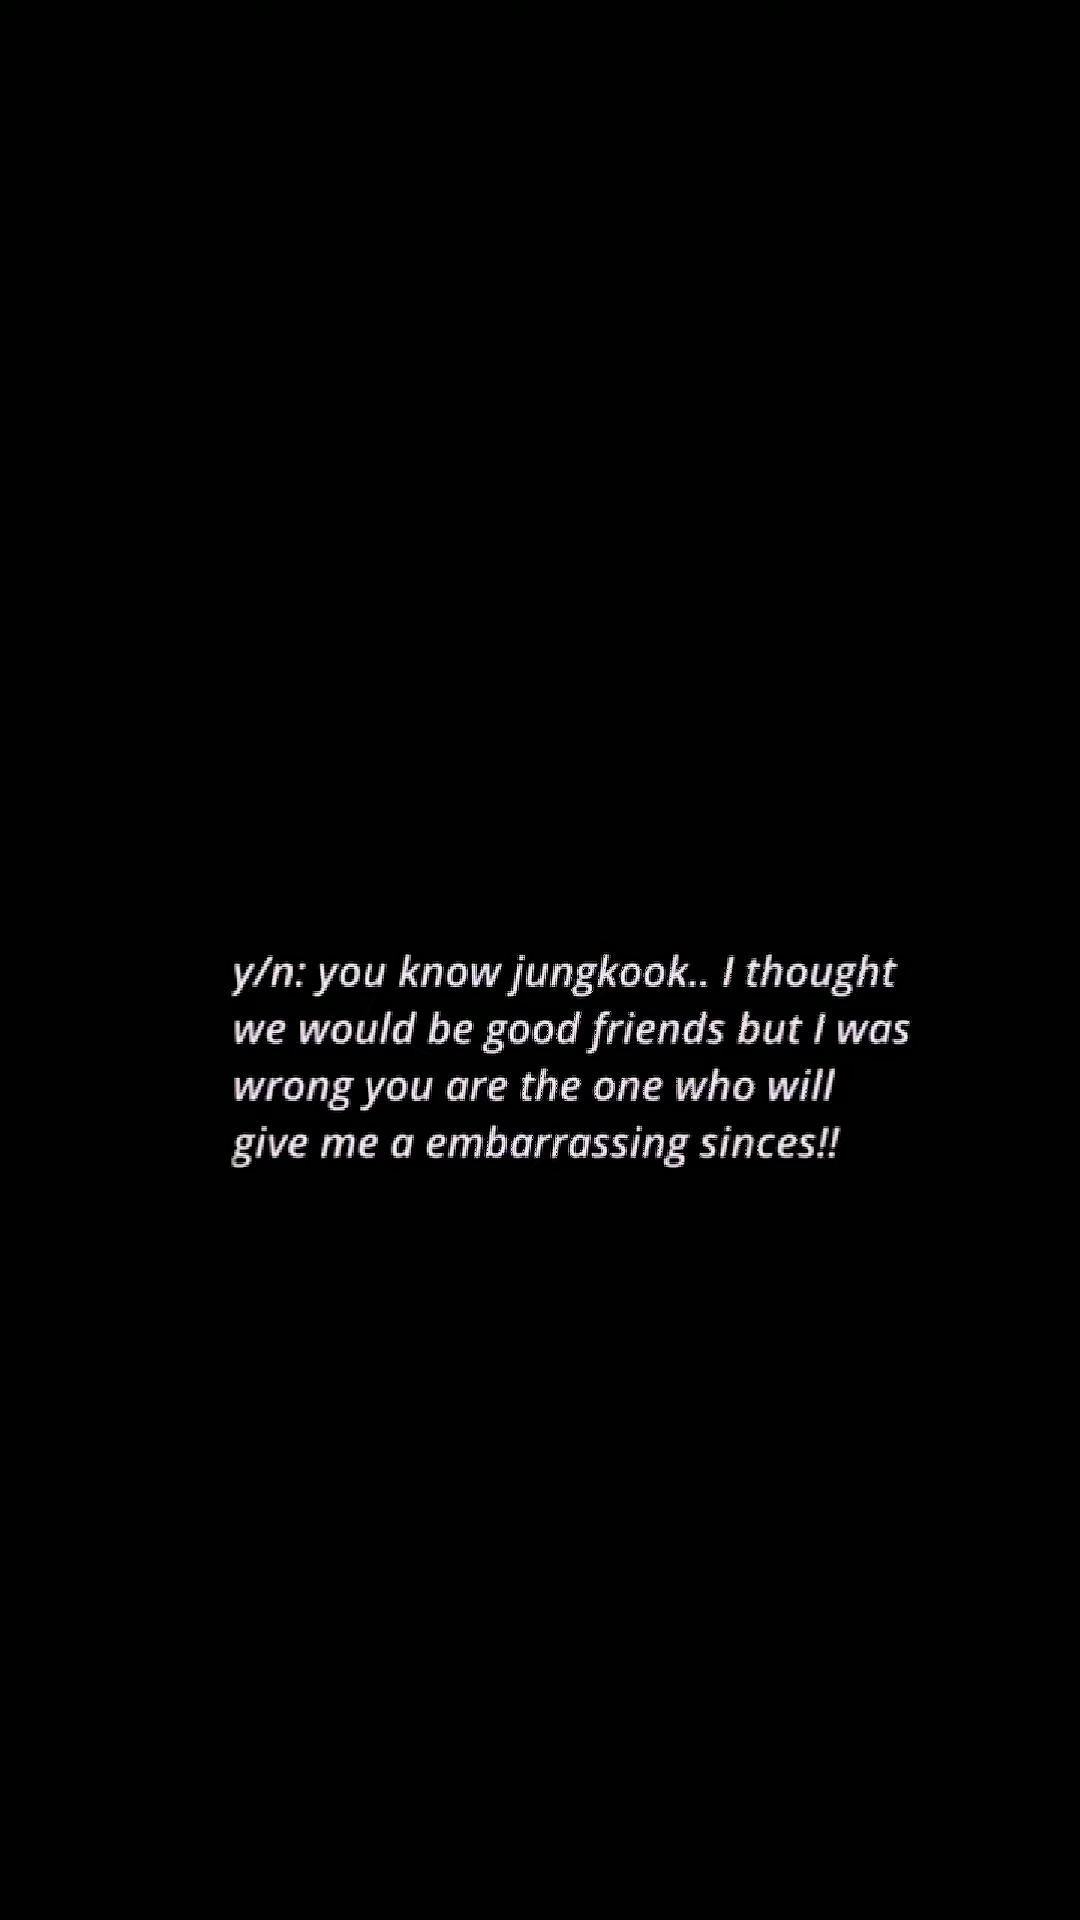 y/n: you know jungkook.. I thought
we would be good friends but I was
wrong you are the one who will
give me a embarrassing sinces!!